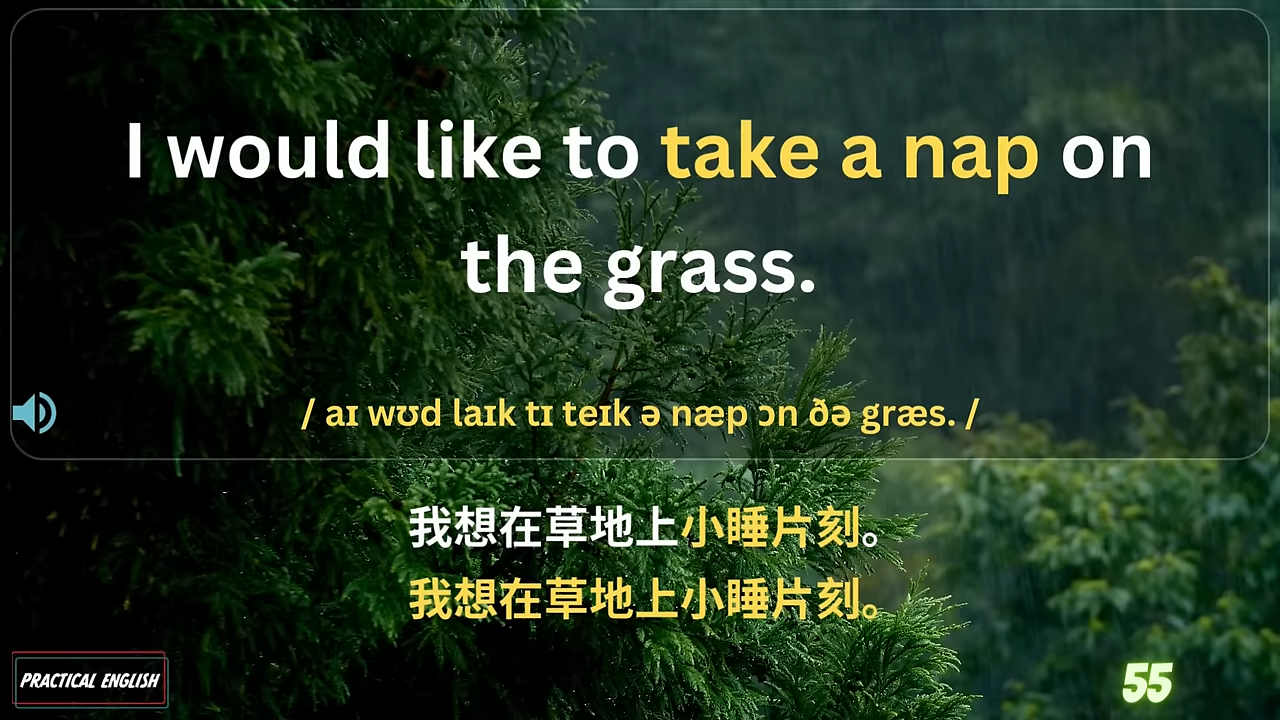 I would like to take a nap on
the grass.
/ aɪ wʊd laɪk tɪ teɪk ə næp ɔn ðə græs. /
我想在草地上小睡片刻。
我想在草地上小睡片刻。
PRACTICAL ENGLISH
55